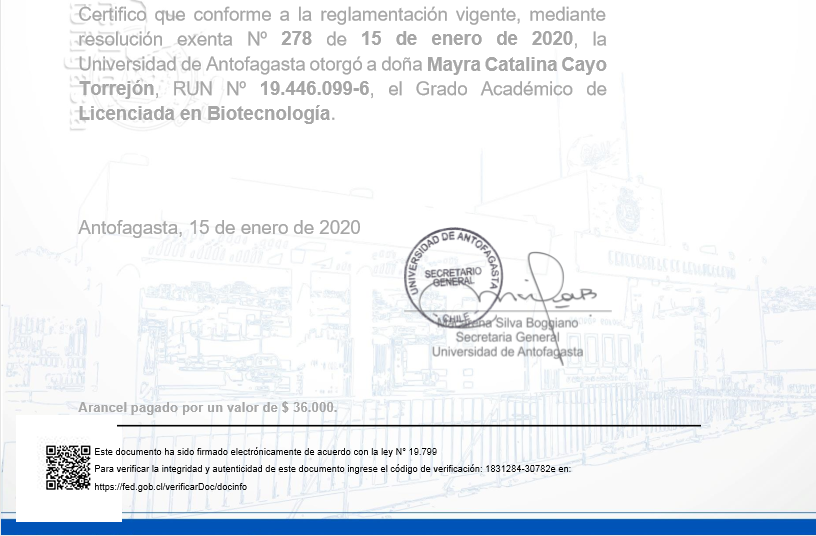 Certifico que conforme a la reglamentación vigente, mediante
resolución exenta Nº 278 de 15 de enero de 2020, la
Universidad de Antofagasta otorgó a doña Mayra Catalina Cayo
Torrejón, RUN Nº 19.446.099-6, el Grado Académico de
Licenciada en Biotecnología.
Antofagasta, 15 de enero de 2020
UNIVERSIDAD DE ANTOFAGASTA
SECRETARIO
GENERAL
- CHILE -
Macarena Silva Boggiano
Secretaria General
Universidad de Antofagasta
Arancel pagado por un valor de $ 36.000.
Este documento ha sido firmado electrónicamente de acuerdo con la ley N° 19.799
Para verificar la integridad y autenticidad de este documento ingrese el código de verificación: 1831284-30782e en:
https://fed.gob.cl/verificarDoc/docinfo